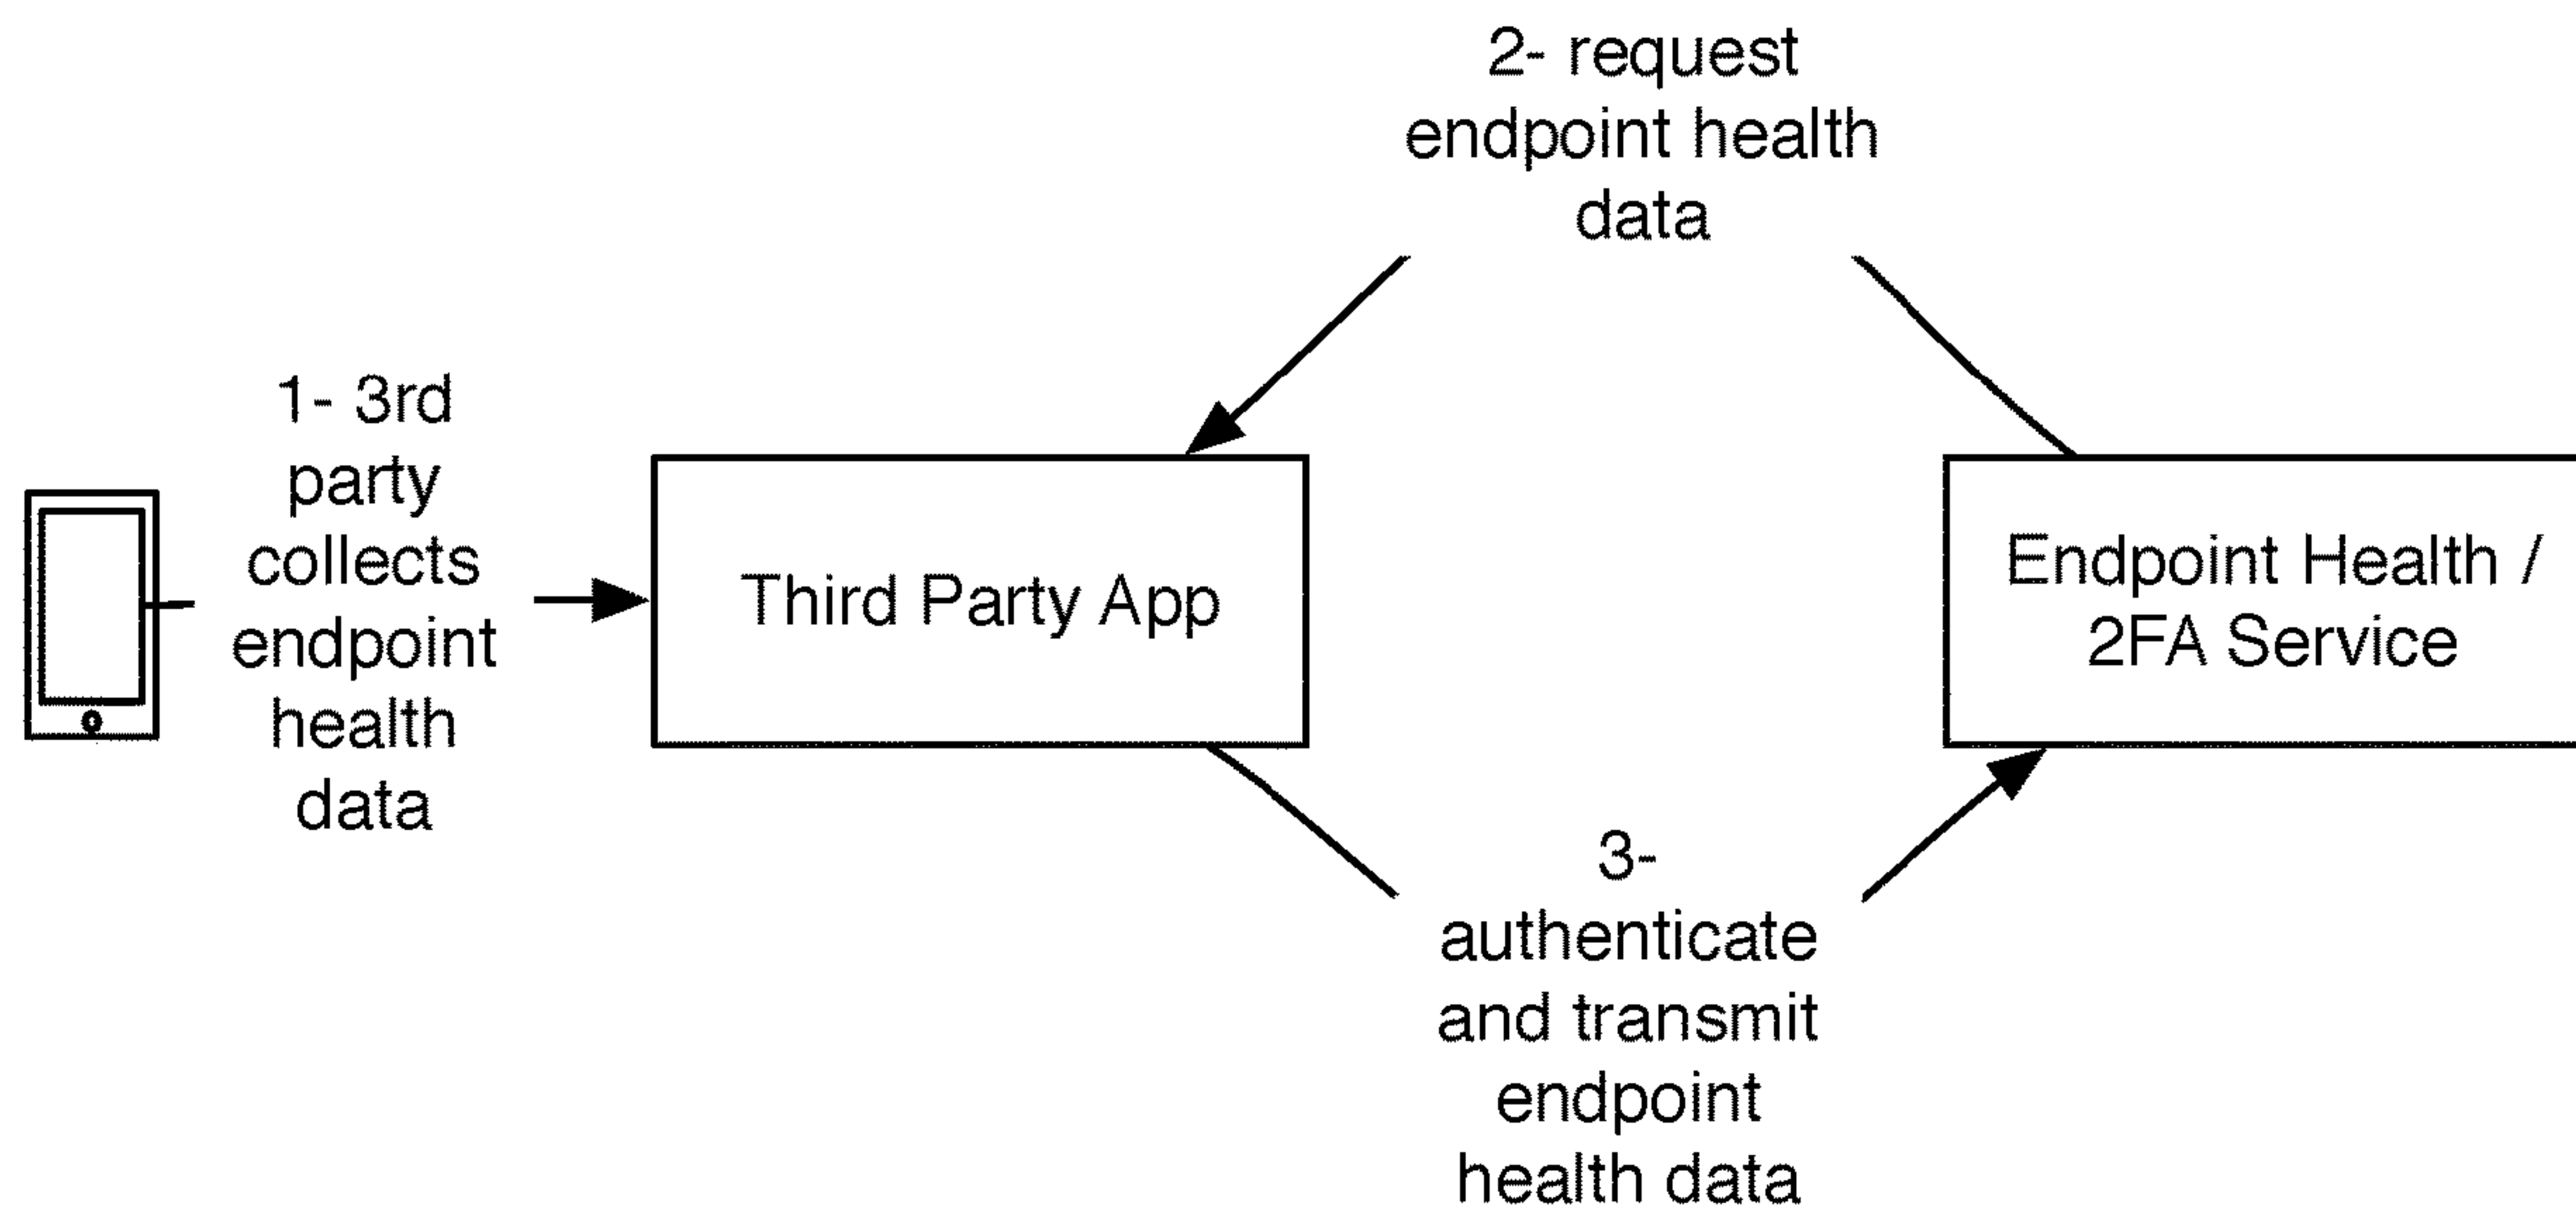 2- request
endpoint health
data
1- 3rd
party
collects
endpoint
health
data
Third Party App
Endpoint Health /
2FA Service
3-
authenticate
and transmit
endpoint
health data